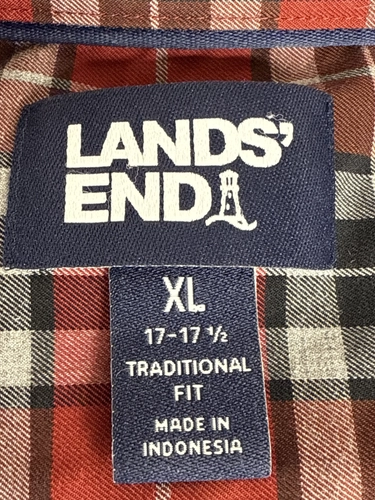 LANDS'
END
XL
17-17 ½
TRADITIONAL
FIT
MADE IN
INDONESIA